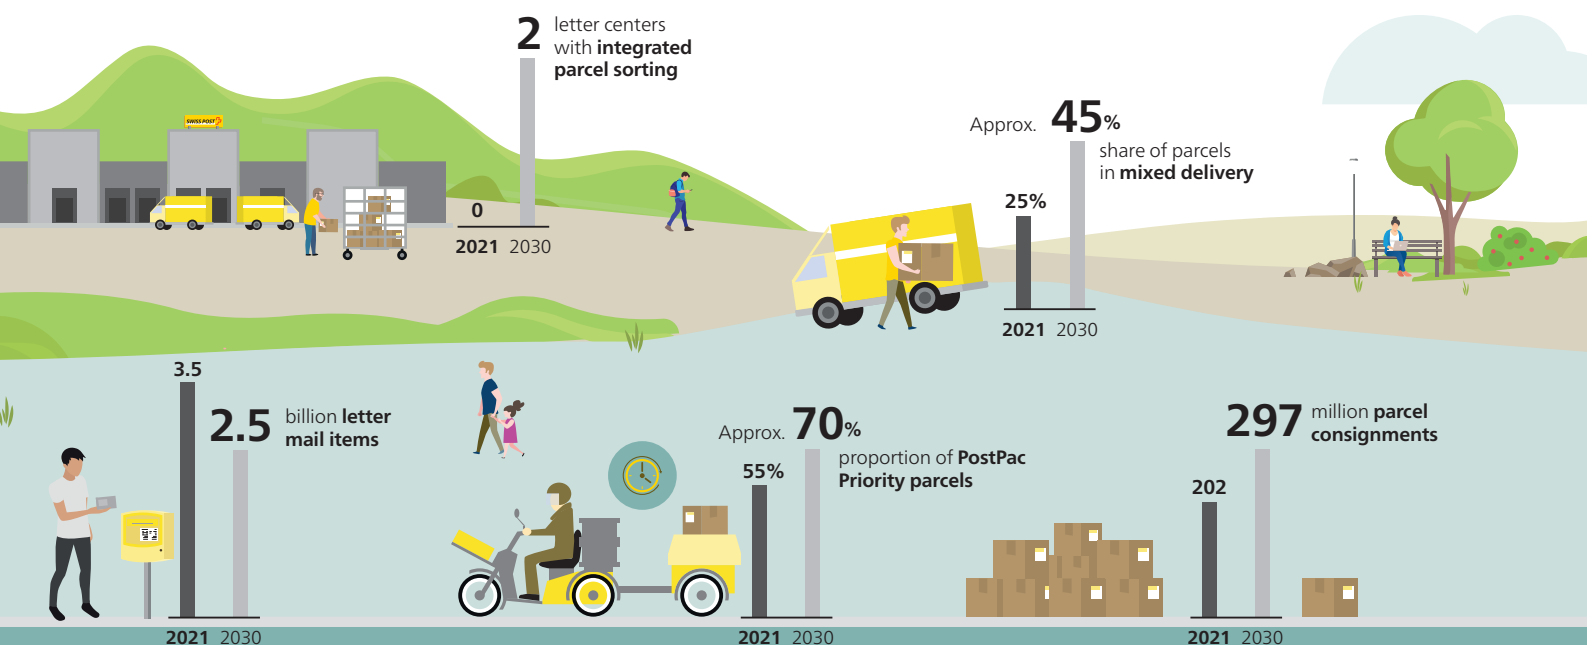 2
letter centers
with integrated
parcel sorting
SWISS POST
0
2021 2030
Approx. 45%
share of parcels
in mixed delivery
25%
2021 2030
3.5
2.5
billion letter
mail items
2021 2030
Approx. 70%
proportion of PostPac
Priority parcels
55%
2021 2030
297
million parcel
consignments
202
2021 2030